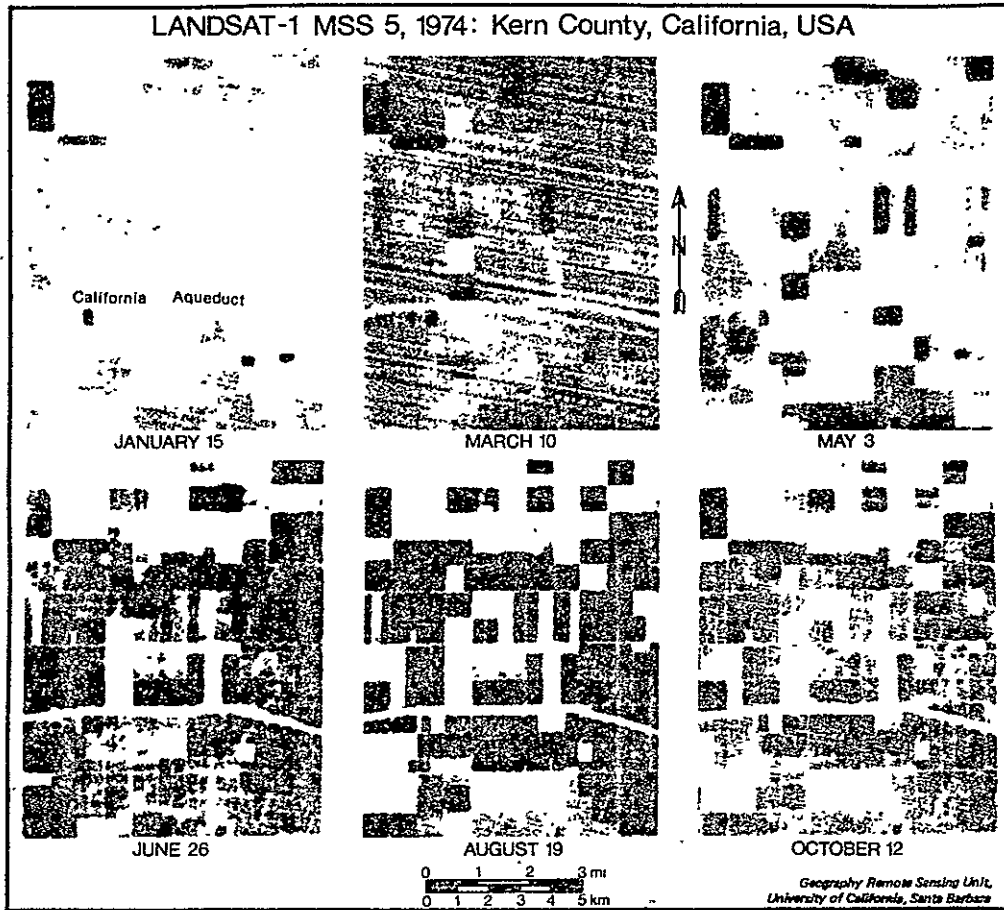 LANDSAT-1 MSS 5, 1974: Kern County, California, USA
N
California Aqueduct
JANUARY 15
MARCH 10
MAY 3
JUNE 26
AUGUST 19
OCTOBER 12
0 1 2 3 mi
0 1 2 3 4 5 km
Geography Remote Sensing Unit,
University of California, Santa Barbara